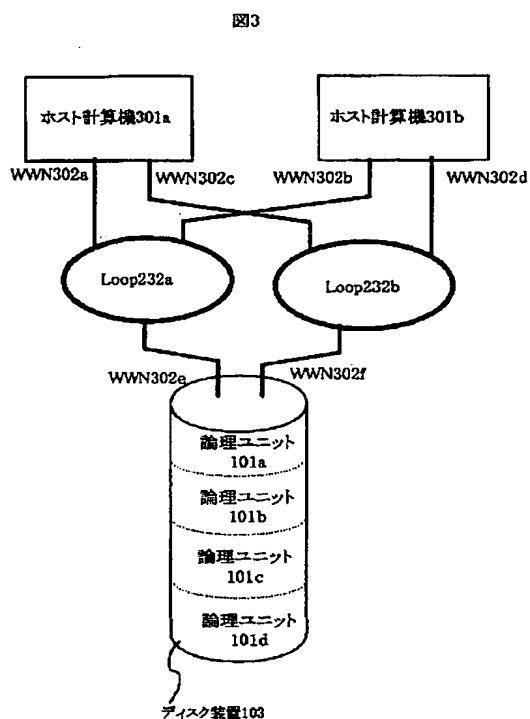 図3
ホスト計算機301a
ホスト計算機301b
WWN302a
WWN302c
WWN302b
WWN302d
Loop232a
Loop232b
WWN302e
WWN302f
論理ユニット
101a
論理ユニット
101b
論理ユニット
101c
論理ユニット
101d
ディスク装置103